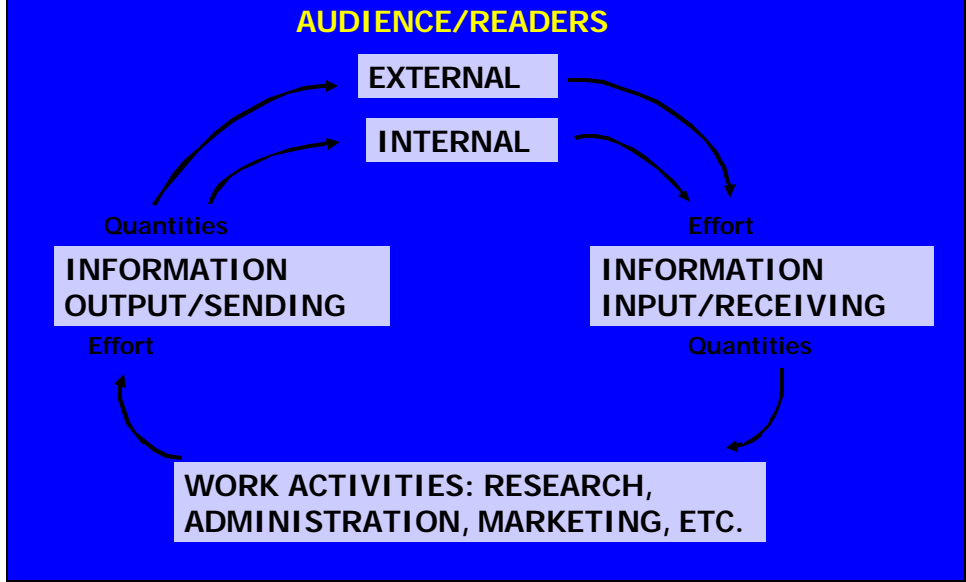 AUDIENCE/READERS
EXTERNAL
INTERNAL
Quantities
Effort
INFORMATION
OUTPUT/SENDING
INFORMATION
INPUT/RECEIVING
Effort
Quantities
WORK ACTIVITIES: RESEARCH,
ADMINISTRATION, MARKETING, ETC.